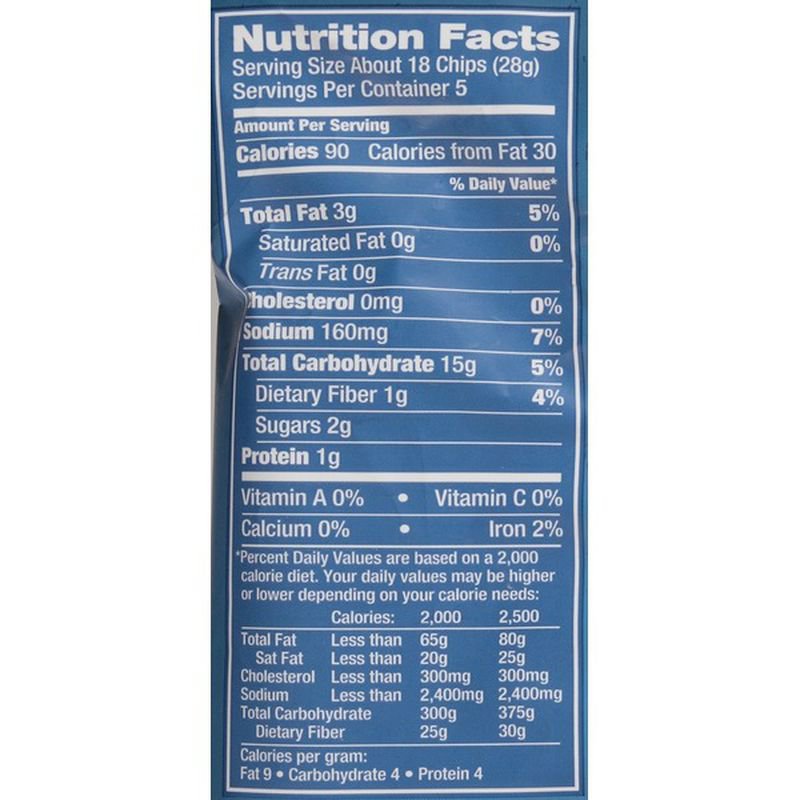 Nutrition Facts
Serving Size About 18 Chips (28g)
Servings Per Container 5
Amount Per Serving
Calories 90 Calories from Fat 30
% Daily Value*
Total Fat 3g 5%
Saturated Fat 0g 0%
Trans Fat 0g
Cholesterol 0mg 0%
Sodium 160mg 7%
Total Carbohydrate 15g 5%
Dietary Fiber 1g 4%
Sugars 2g
Protein 1g
Vitamin A 0% • Vitamin C 0%
Calcium 0% • Iron 2%
*Percent Daily Values are based on a 2,000
calorie diet. Your daily values may be higher
or lower depending on your calorie needs:
Calories: 2,000 2,500
Total Fat Less than 65g 80g
Sat Fat Less than 20g 25g
Cholesterol Less than 300mg 300mg
Sodium Less than 2,400mg 2,400mg
Total Carbohydrate 300g 375g
Dietary Fiber 25g 30g
Calories per gram:
Fat 9 • Carbohydrate 4 • Protein 4